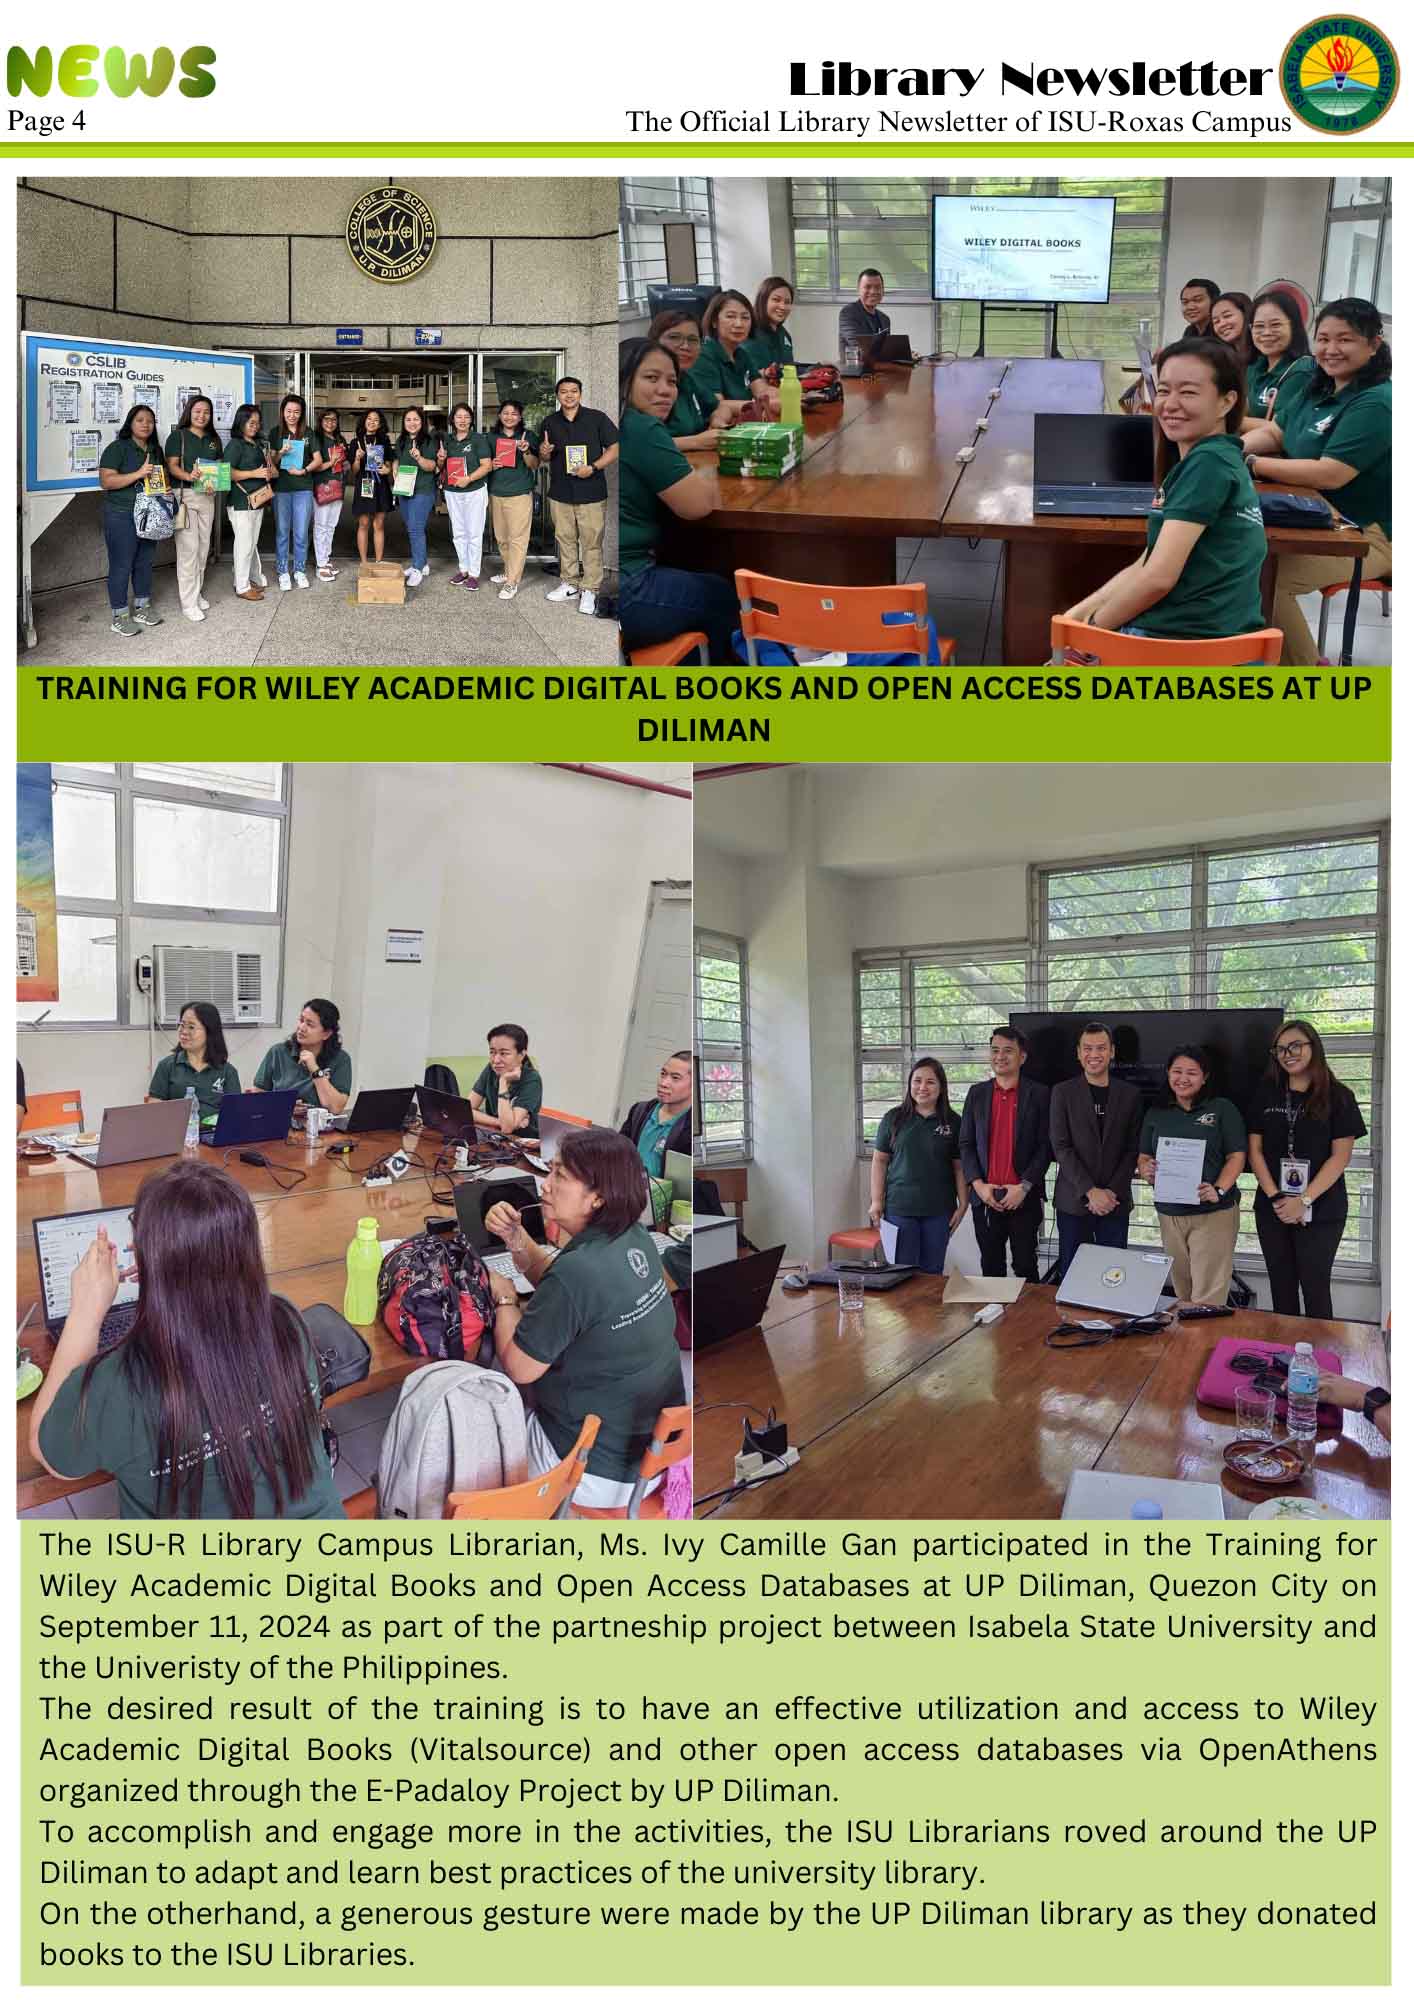 NEWS
Page 4
Library Newsletter
The Official Library Newsletter of ISU-Roxas Campus
ISABELA STATE UNIVERSITY
1978
COLLEGE OF SCIENCE
U.P. DILIMAN
ENTRANCE
CSLIB
REGISTRATION GUIDES
WILEY
WILEY DIGITAL BOOKS
TRAINING FOR WILEY ACADEMIC DIGITAL BOOKS AND OPEN ACCESS DATABASES AT UP
DILIMAN
The ISU-R Library Campus Librarian, Ms. Ivy Camille Gan participated in the Training for
Wiley Academic Digital Books and Open Access Databases at UP Diliman, Quezon City on
September 11, 2024 as part of the partneship project between Isabela State University and
the Univeristy of the Philippines.
The desired result of the training is to have an effective utilization and access to Wiley
Academic Digital Books (Vitalsource) and other open access databases via OpenAthens
organized through the E-Padaloy Project by UP Diliman.
To accomplish and engage more in the activities, the ISU Librarians roved around the UP
Diliman to adapt and learn best practices of the university library.
On the otherhand, a generous gesture were made by the UP Diliman library as they donated
books to the ISU Libraries.